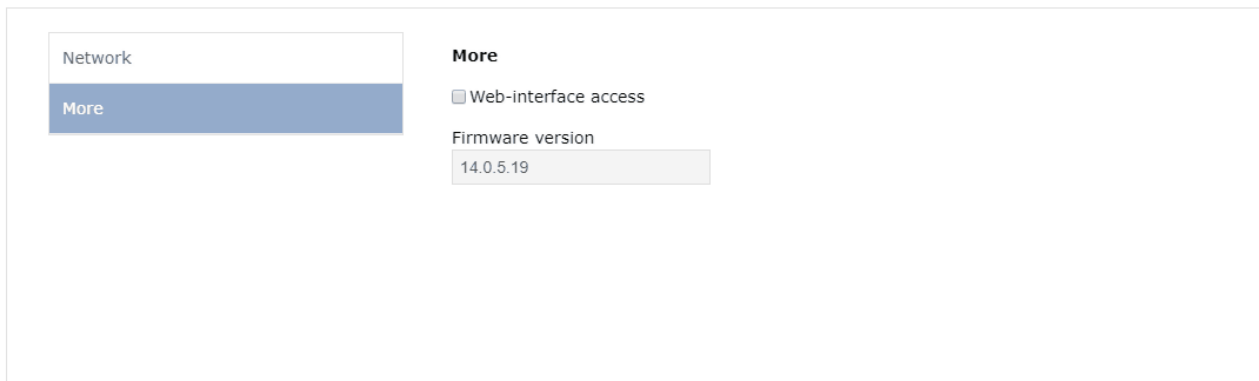 Network
More
More
Web-interface access
Firmware version
14.0.5.19